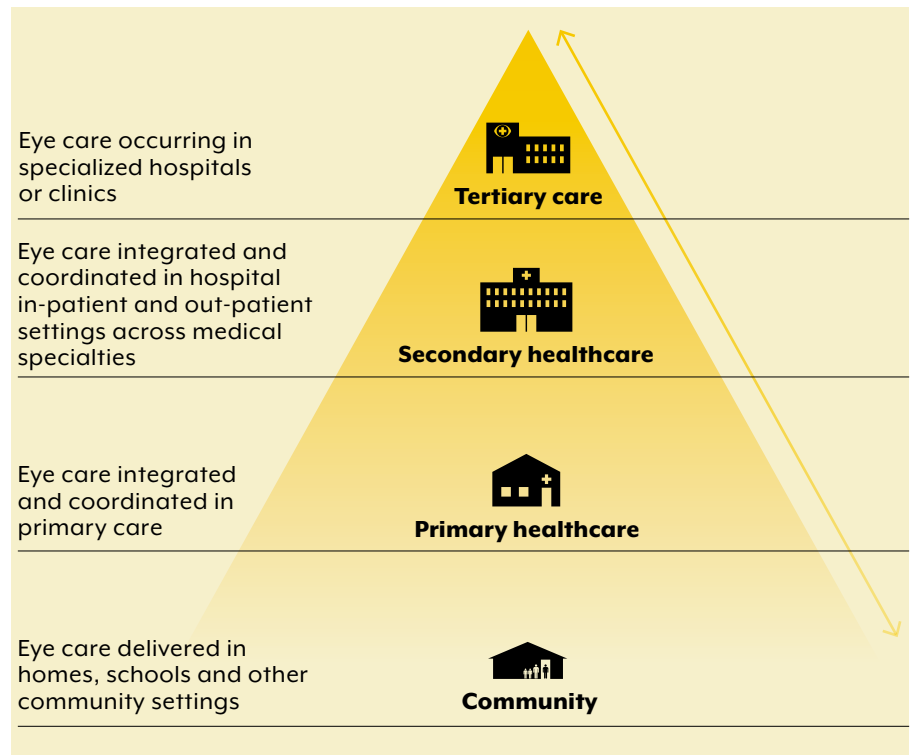 Eye care occurring in
specialized hospitals
or clinics
Tertiary care
Eye care integrated and
coordinated in hospital
in-patient and out-patient
settings across medical
specialties
Secondary healthcare
Eye care integrated
and coordinated in
primary care
Primary healthcare
Eye care delivered in
homes, schools and other
community settings
Community